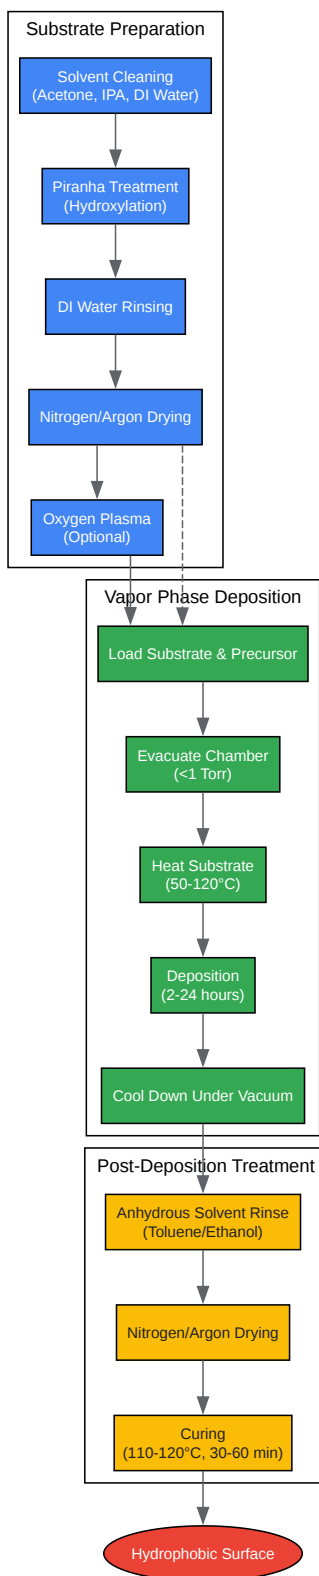 Substrate Preparation
Solvent Cleaning
(Acetone, IPA, DI Water)
Piranha Treatment
(Hydroxylation)
DI Water Rinsing
Nitrogen/Argon Drying
Oxygen Plasma
(Optional)
Vapor Phase Deposition
Load Substrate & Precursor
Evacuate Chamber
(<1 Torr)
Heat Substrate
(50-120°C)
Deposition
(2-24 hours)
Cool Down Under Vacuum
Post-Deposition Treatment
Anhydrous Solvent Rinse
(Toluene/Ethanol)
Nitrogen/Argon Drying
Curing
(110-120°C, 30-60 min)
Hydrophobic Surface